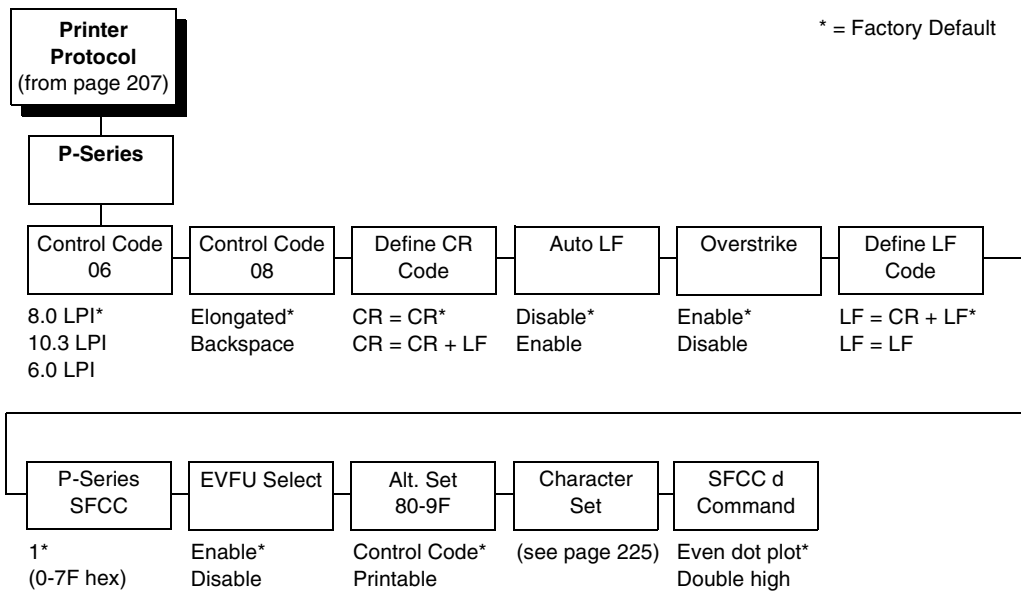 Printer
Protocol
(from page 207)
* = Factory Default
P-Series
Control Code
06
8.0 LPI*
10.3 LPI
6.0 LPI
Control Code
08
Elongated*
Backspace
Define CR
Code
CR = CR*
CR = CR + LF
Auto LF
Disable*
Enable
Overstrike
Enable*
Disable
Define LF
Code
LF = CR + LF*
LF = LF
P-Series
SFCC
1*
(0-7F hex)
EVFU Select
Enable*
Disable
Alt. Set
80-9F
Control Code*
Printable
Character
Set
(see page 225)
SFCC d
Command
Even dot plot*
Double high